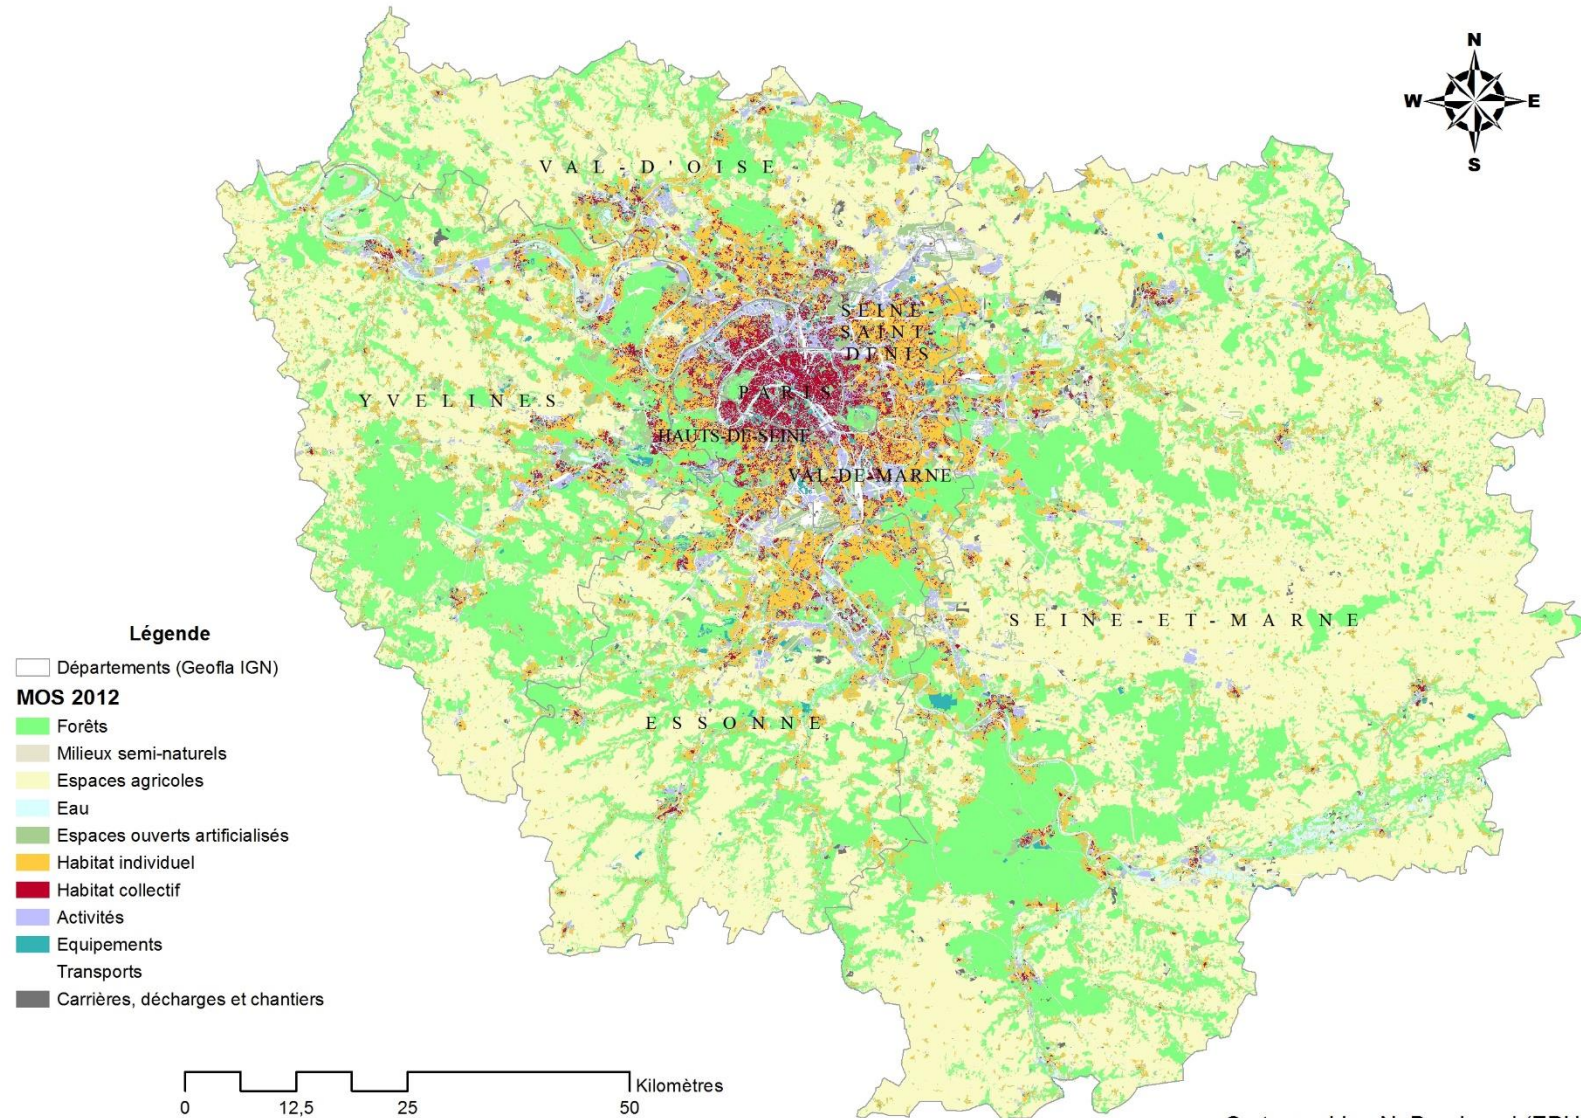 N
W E
S
VAL-D'OISE
SEINE-
SAINT-
DENIS
PARIS
YVELINES
HAUTS-DE-SEINE
VAL-DE-MARNE
SEINE-ET-MARNE
ESSONNE
Légende
Départements (Geofla IGN)
MOS 2012
Forêts
Milieux semi-naturels
Espaces agricoles
Eau
Espaces ouverts artificialisés
Habitat individuel
Habitat collectif
Activités
Equipements
Transports
Carrières, décharges et chantiers
Kilomètres
0 12,5 25 50